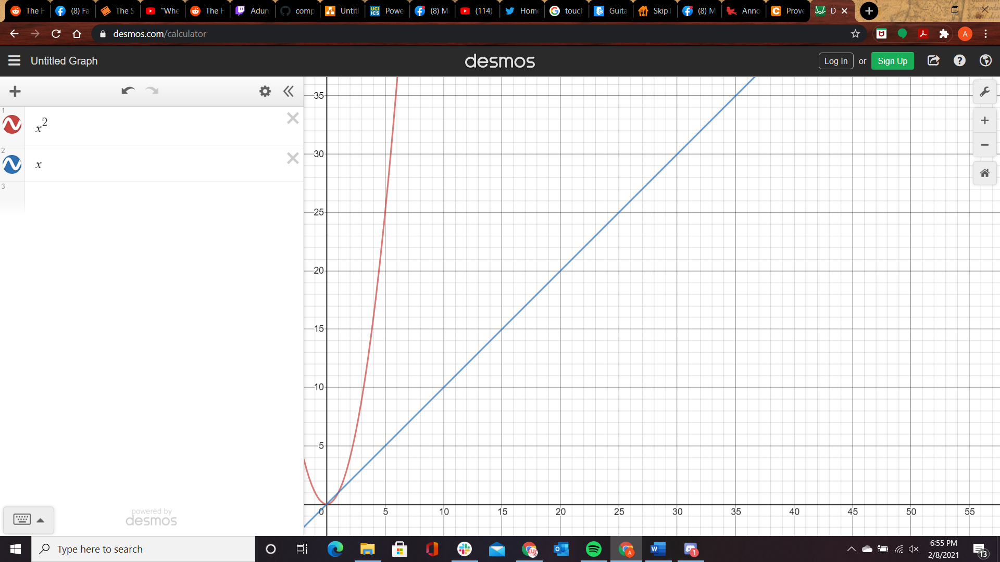 The H (8) Fa The S "Whe The H Adum comp Untitl Powe (8) M (114) Home touch Guita SkipT (8) M Anno Prove D
desmos.com/calculator
A
Untitled Graph
desmos
Log In or Sign Up
1
x^2
2
x
3
35
30
25
20
15
10
5
0 5 10 15 20 25 30 35 40 45 50 55
powered by
desmos
Type here to search
6:55 PM
2/8/2021
13